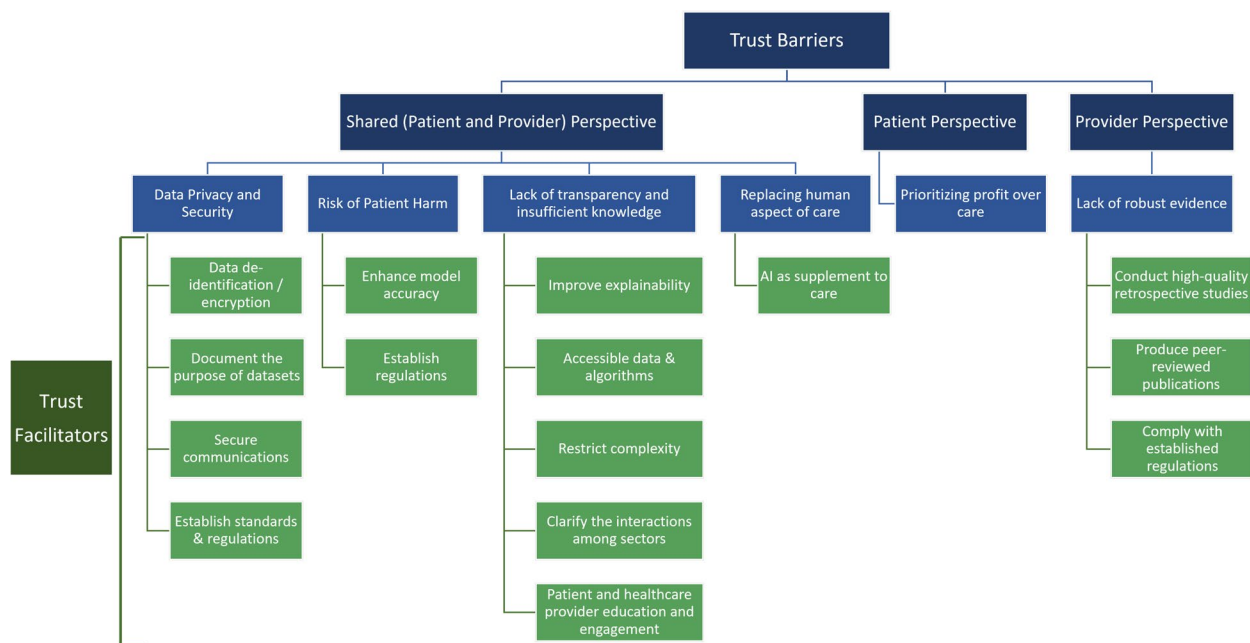 Trust Barriers
Shared (Patient and Provider) Perspective
Patient Perspective
Provider Perspective
Data Privacy and
Security
Risk of Patient Harm
Lack of transparency and
insufficient knowledge
Replacing human
aspect of care
Prioritizing profit over
care
Lack of robust evidence
Trust
Facilitators
Data de-
identification /
encryption
Document the
purpose of datasets
Secure
communications
Establish standards
& regulations
Enhance model
accuracy
Establish
regulations
Improve explainability
Accessible data &
algorithms
Restrict complexity
Clarify the interactions
among sectors
Patient and healthcare
provider education and
engagement
AI as supplement to
care
Conduct high-quality
retrospective studies
Produce peer-
reviewed publications
Comply with
established
regulations